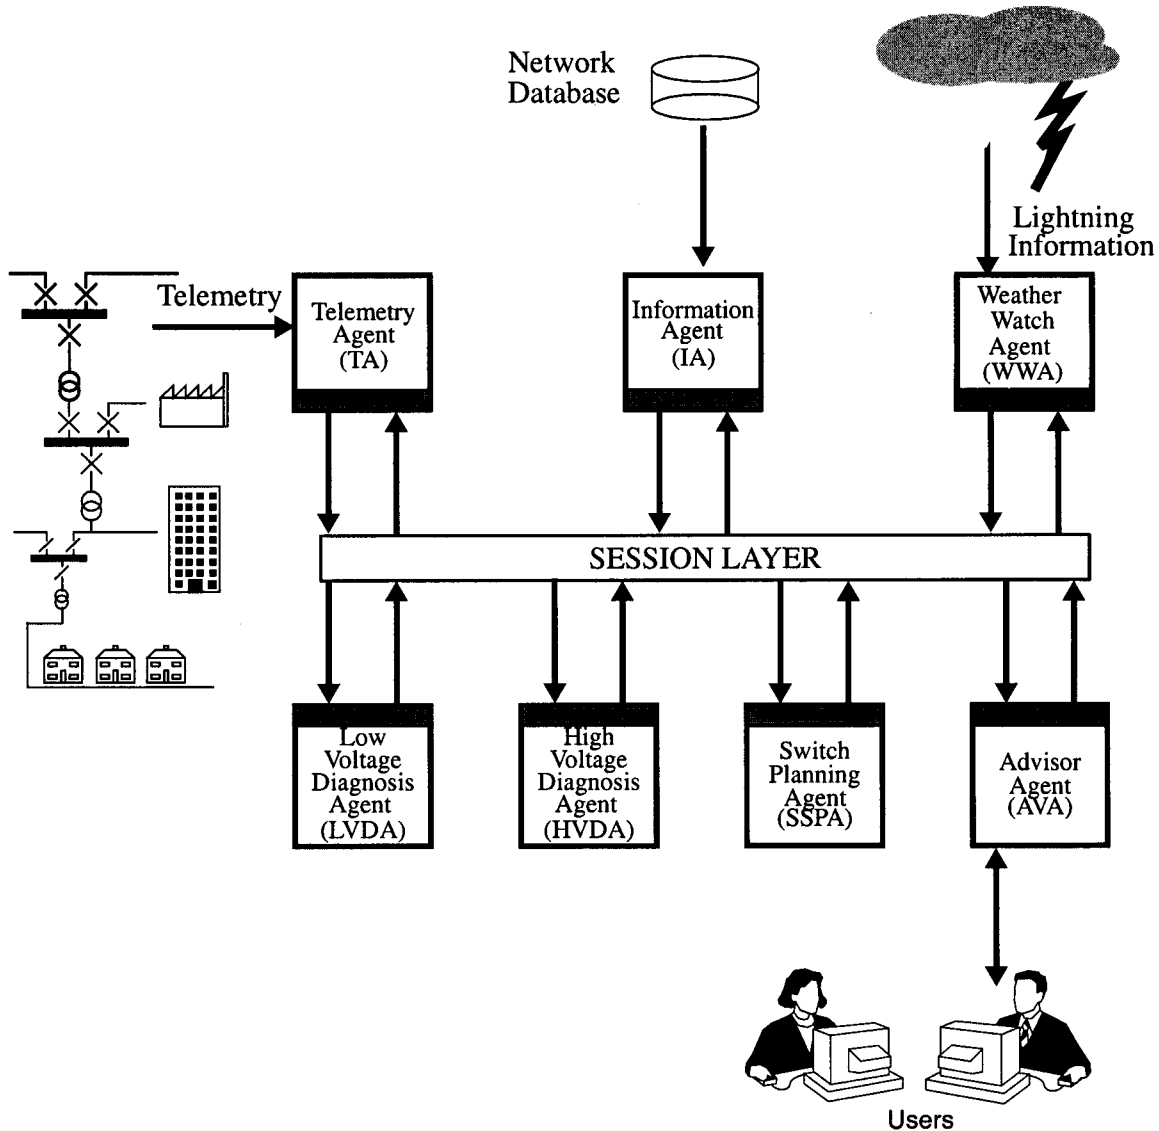 Network
Database
Lightning
Information
Telemetry
Telemetry
Agent
(TA)
Information
Agent
(IA)
Weather
Watch
Agent
(WWA)
SESSION LAYER
Low
Voltage
Diagnosis
Agent
(LVDA)
High
Voltage
Diagnosis
Agent
(HVDA)
Switch
Planning
Agent
(SSPA)
Advisor
Agent
(AVA)
Users